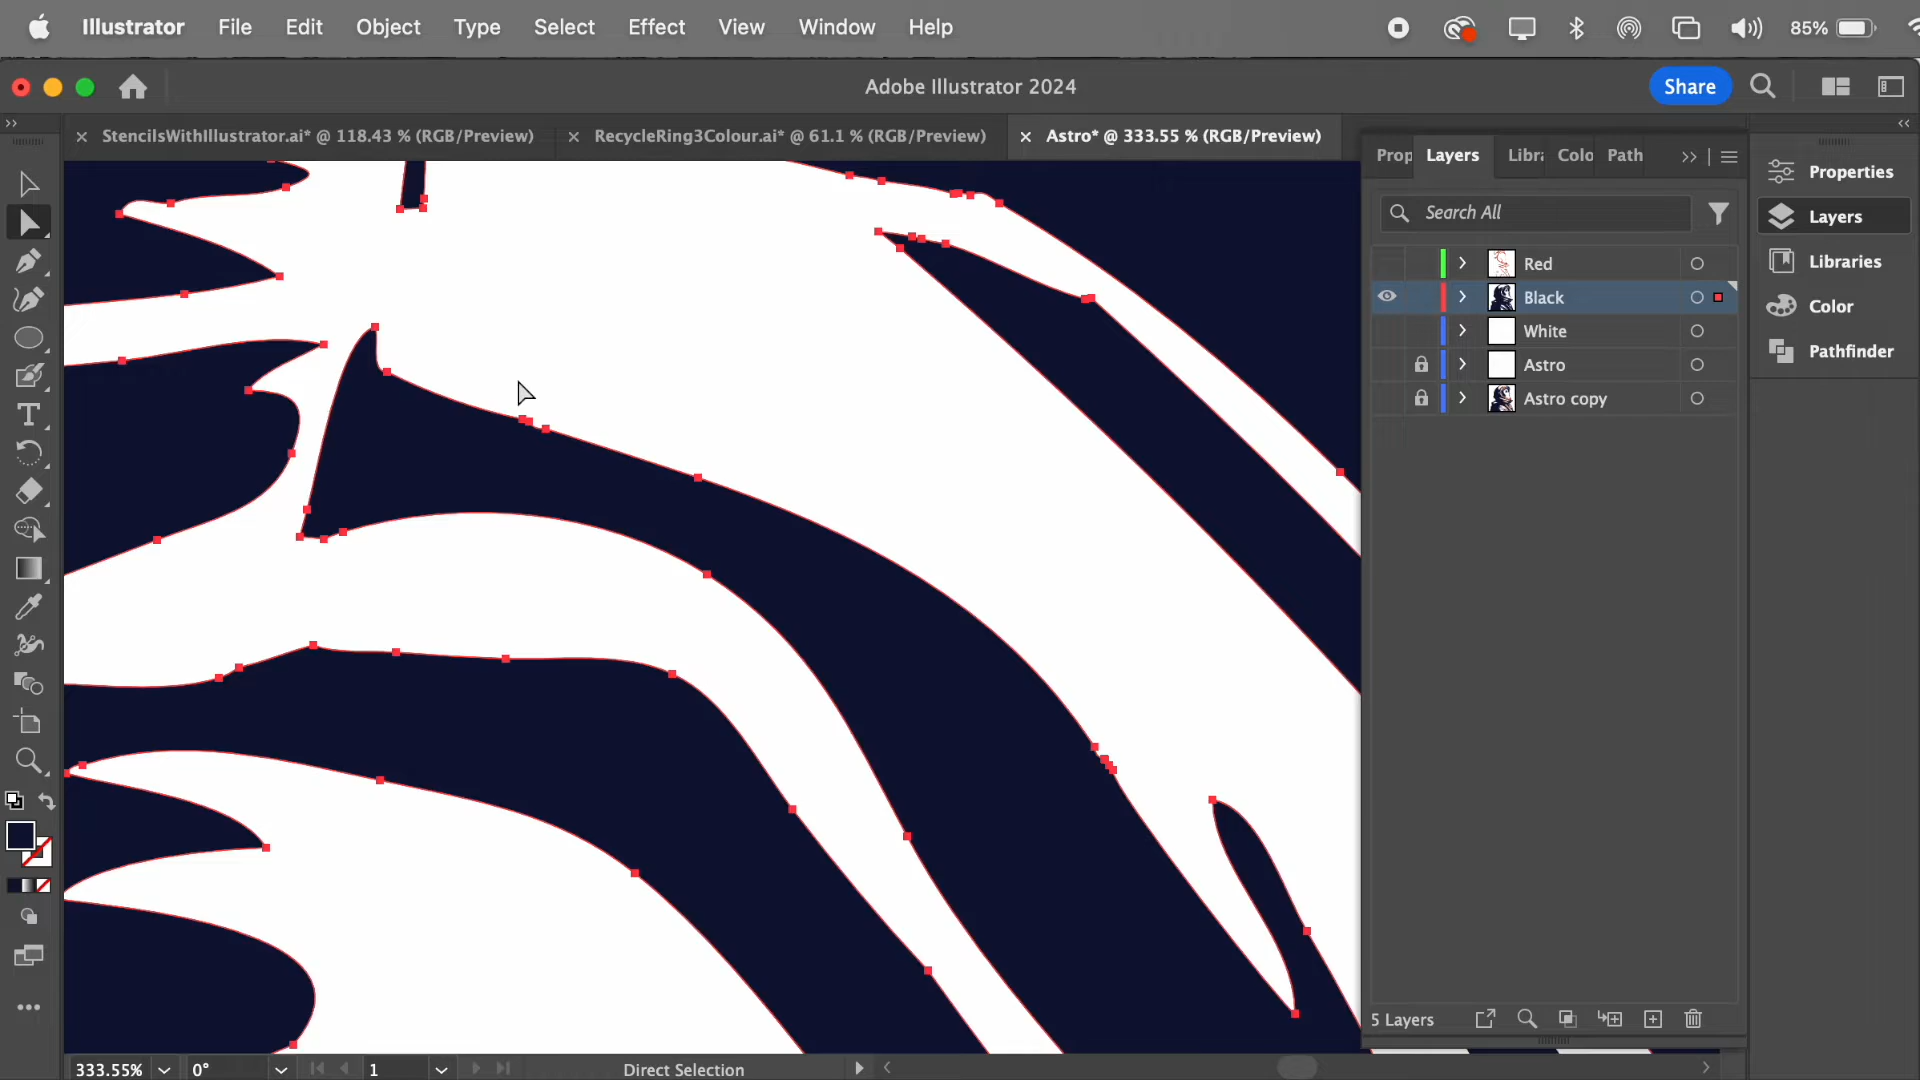 Illustrator File Edit Object Type Select Effect View Window Help 85%
Adobe Illustrator 2024 Share
StencilsWithIllustrator.ai* @ 118.43 % (RGB/Preview) RecycleRing3Colour.ai* @ 61.1 % (RGB/Preview) Astro* @ 333.55 % (RGB/Preview)
Prop Layers Libra Colo Path
Search All
Red
Black
White
Astro
Astro copy
5 Layers
Properties
Layers
Libraries
Color
Pathfinder
333.55% 0° 1 Direct Selection